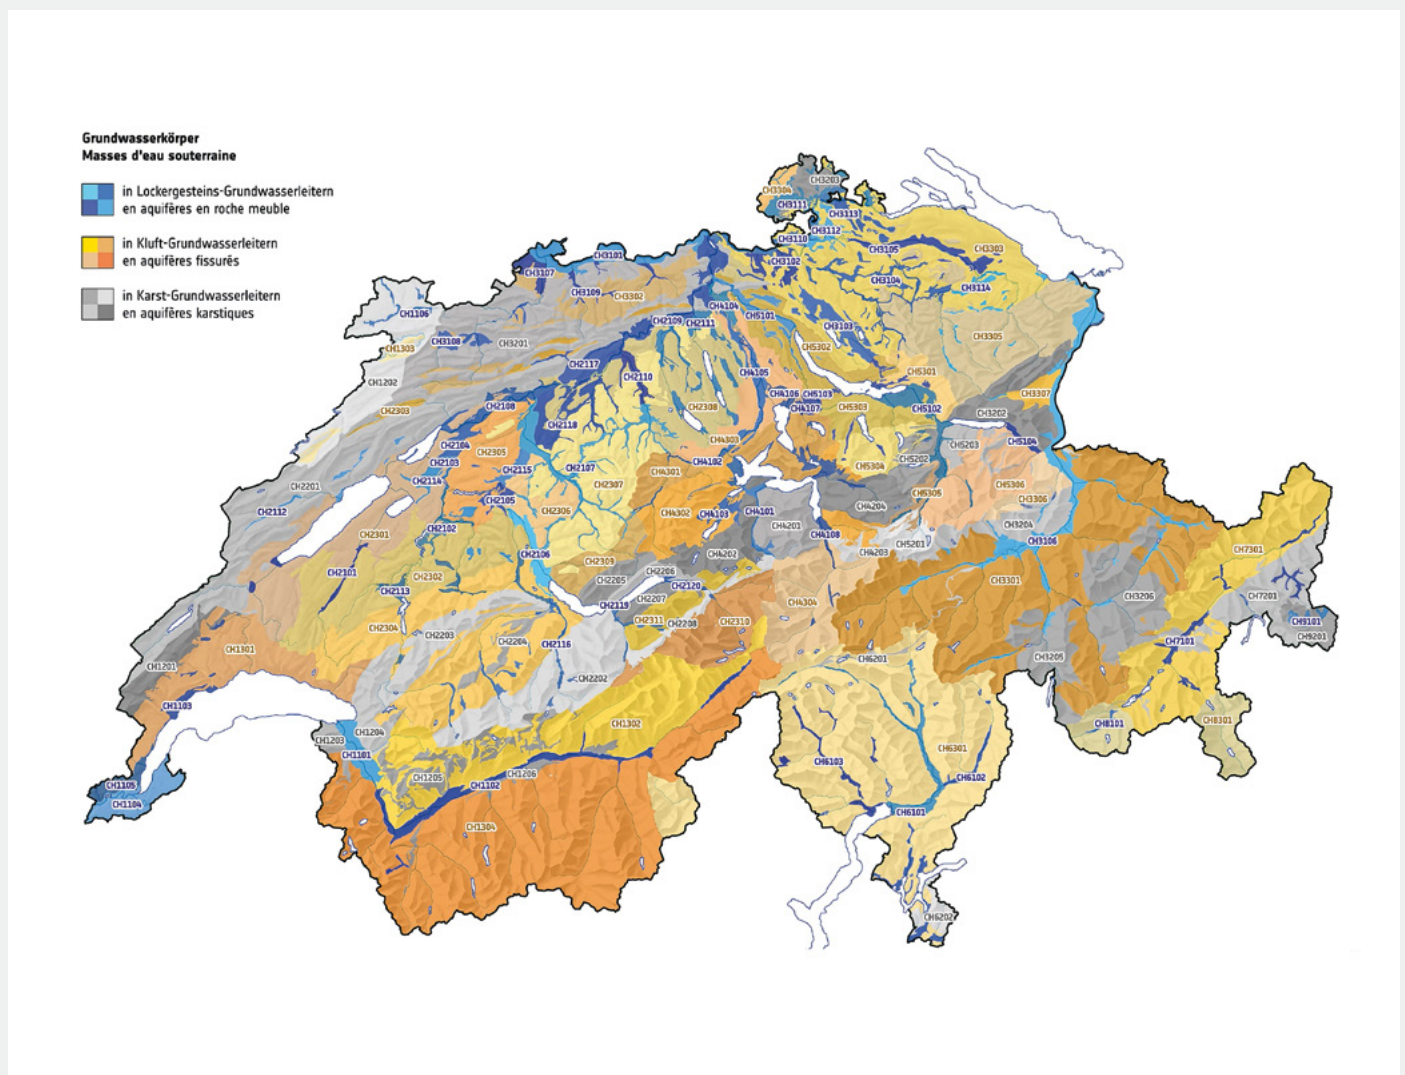 Grundwasserkörper
Masses d'eau souterraine
in Lockergesteins-Grundwasserleitern
en aquifères en roche meuble
in Kluft-Grundwasserleitern
en aquifères fissurés
in Karst-Grundwasserleitern
en aquifères karstiques
CH3203
CH3304
CH3111
CH3113
CH3112
CH3110
CH3105
CH3303
CH3101
CH3102
CH3107
CH3104
CH3114
CH3109
CH3302
CH4104
CH1106
CH5101
CH2109
CH2111
CH3103
CH3305
CH3108
CH3201
CH1303
CH5302
CH2117
CH4105
CH5301
CH2110
CH1202
CH4106
CH5103
CH3307
CH2108
CH2308
CH4107
CH5303
CH5102
CH2303
CH3202
CH2118
CH4303
CH5104
CH2104
CH5203
CH2305
CH2103
CH4102
CH5202
CH2115
CH2107
CH4301
CH5304
CH2114
CH2201
CH2307
CH5306
CH5305
CH2105
CH3306
CH2112
CH2306
CH4302
CH4103
CH4101
CH4204
CH2102
CH4201
CH3204
CH2301
CH4108
CH3106
CH5201
CH7301
CH2106
CH4202
CH4203
CH2309
CH2101
CH2206
CH2205
CH3301
CH2302
CH2120
CH2113
CH2207
CH3206
CH7201
CH2119
CH4304
CH2311
CH2208
CH2310
CH9101
CH2304
CH2203
CH9201
CH2204
CH7101
CH2116
CH1301
CH3205
CH6201
CH1201
CH2202
CH1103
CH1302
CH8101
CH8301
CH1204
CH1203
CH6301
CH1101
CH6103
CH1205
CH1206
CH6102
CH1105
CH1102
CH1104
CH6101
CH1304
CH6202